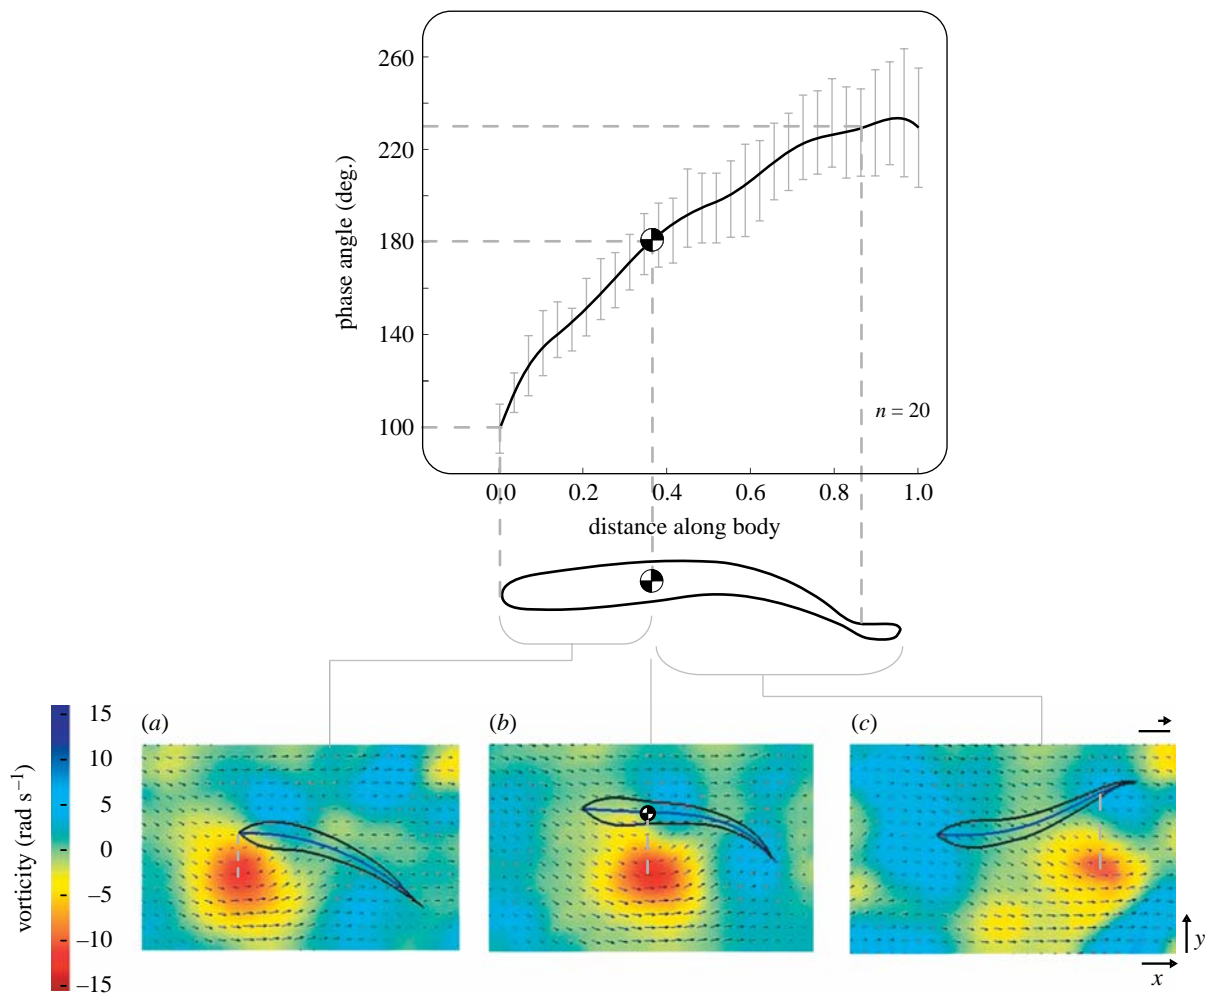 260
220
180
140
100
phase angle (deg.)
n = 20
0.0 0.2 0.4 0.6 0.8 1.0
distance along body
(a) (b) (c)
15
10
5
0
–5
–10
–15
vorticity (rad s⁻¹)
y
x